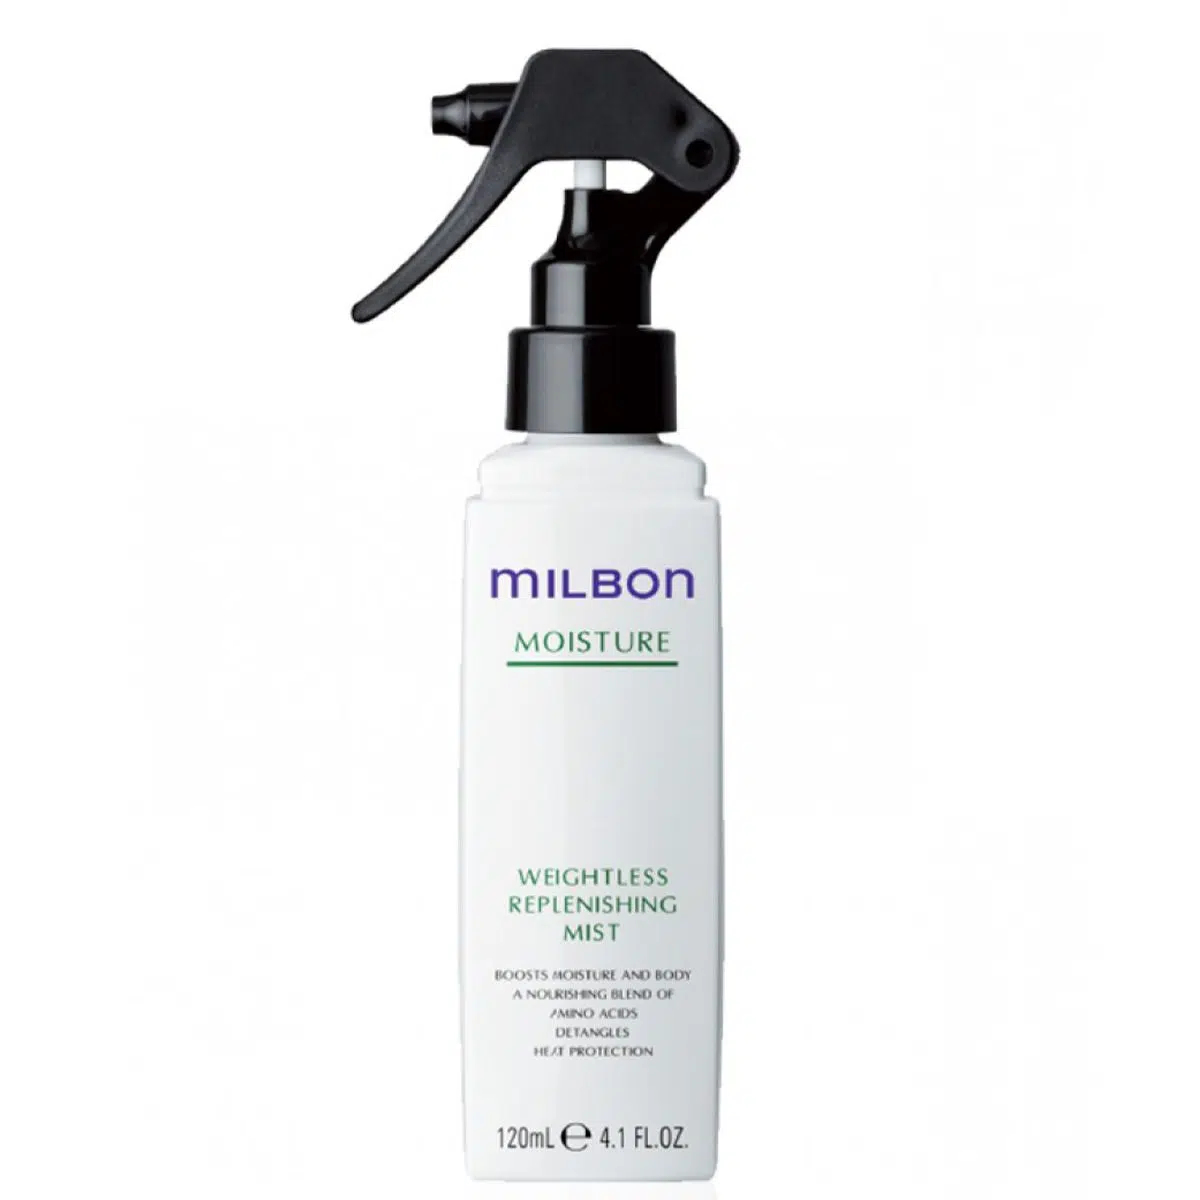 MILBON
MOISTURE
WEIGHTLESS
REPLENISHING
MIST
BOOSTS MOISTURE AND BODY
A NOURISHING BLEND OF
AMINO ACIDS
DETANGLES
HEAT PROTECTION
120mL ℮ 4.1 FL.OZ.